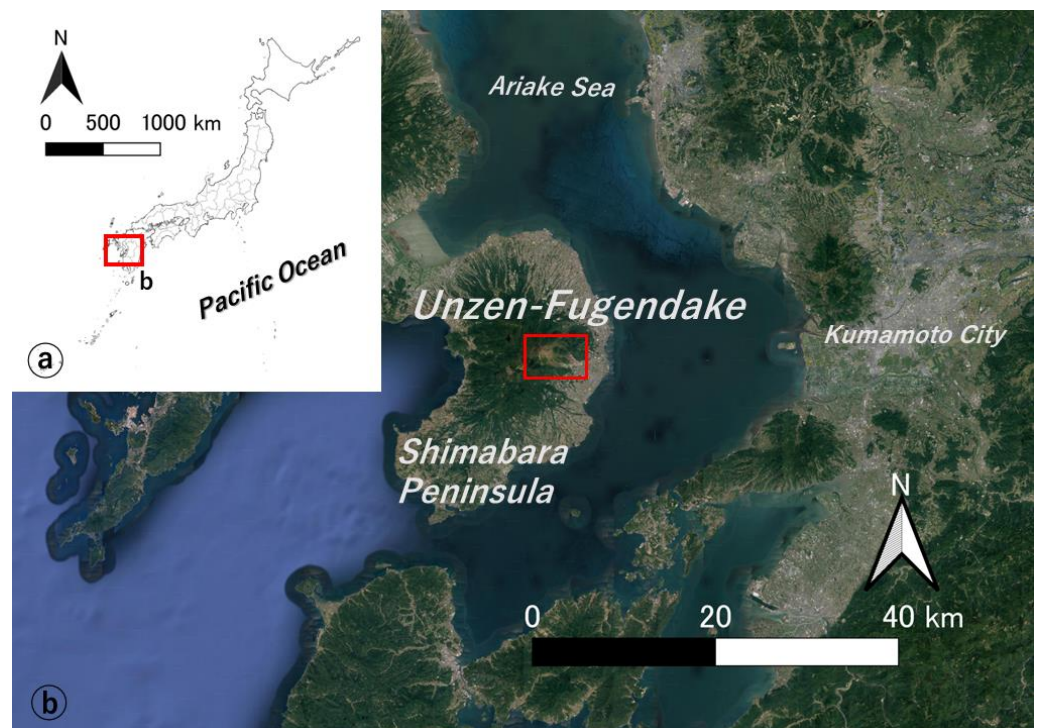 N
0 500 1000 km
b
Pacific Ocean
a
Ariake Sea
Unzen-Fugendake
Kumamoto City
Shimabara
Peninsula
N
0 20 40 km
b